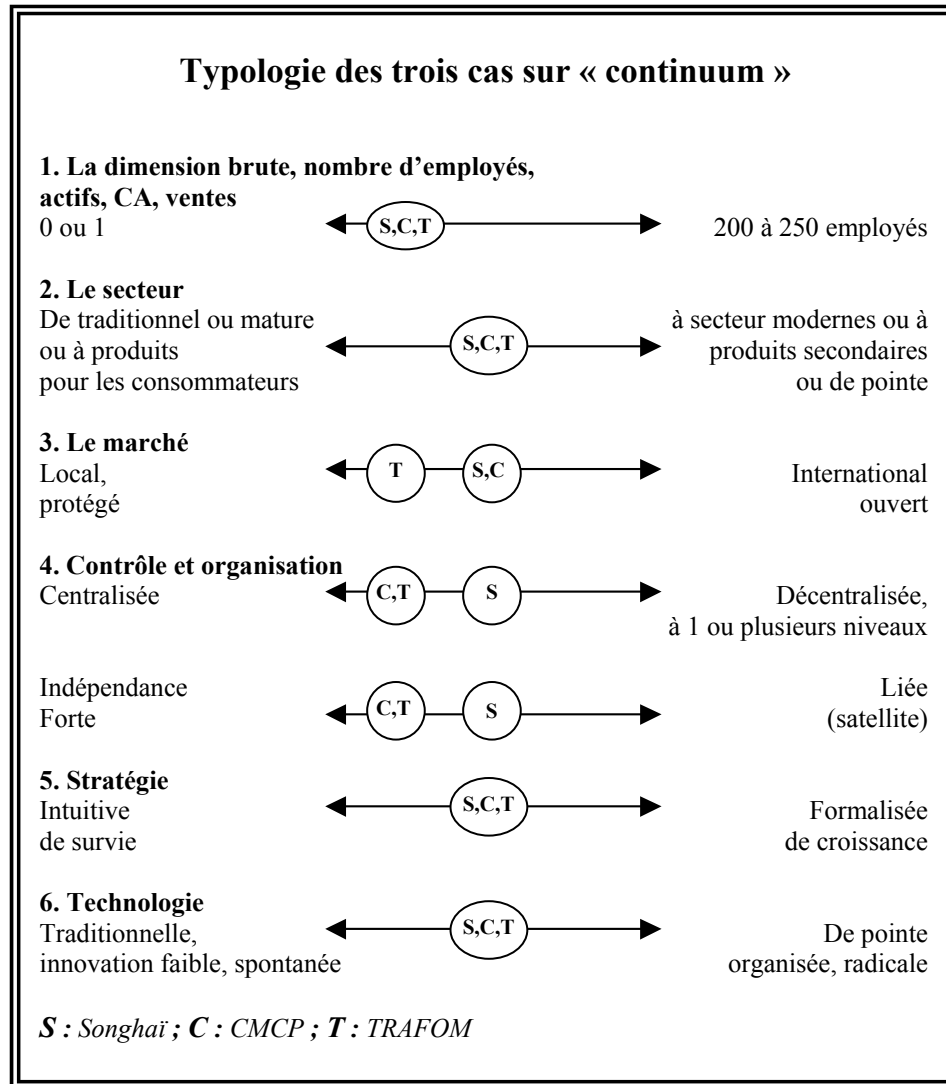 Typologie des trois cas sur « continuum »
1. La dimension brute, nombre d'employés,
actifs, CA, ventes
0 ou 1
S,C,T
200 à 250 employés
2. Le secteur
De traditionnel ou mature
ou à produits
pour les consommateurs
S,C,T
à secteur modernes ou à
produits secondaires
ou de pointe
3. Le marché
Local,
protégé
T
S,C
International
ouvert
4. Contrôle et organisation
Centralisée
C,T
S
Décentralisée,
à 1 ou plusieurs niveaux
Indépendance
Forte
C,T
S
Liée
(satellite)
5. Stratégie
Intuitive
de survie
S,C,T
Formalisée
de croissance
6. Technologie
Traditionnelle,
innovation faible, spontanée
S,C,T
De pointe
organisée, radicale
S : Songhaï ; C : CMCP ; T : TRAFOM